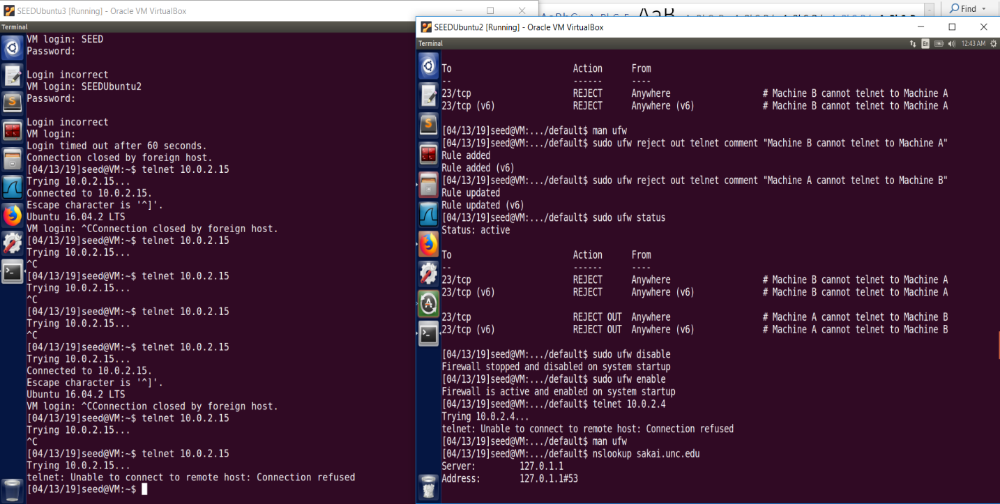 SEEDUbuntu3 [Running] - Oracle VM VirtualBox
Terminal
VM login: SEED
Password:
Login incorrect
VM login: SEEDUbuntu2
Password:
Login incorrect
VM login:
Login timed out after 60 seconds.
Connection closed by foreign host.
[04/13/19]seed@VM:~$ telnet 10.0.2.15
Trying 10.0.2.15...
Connected to 10.0.2.15.
Escape character is '^]'.
Ubuntu 16.04.2 LTS
VM login: ^CConnection closed by foreign host.
[04/13/19]seed@VM:~$ telnet 10.0.2.15
Trying 10.0.2.15...
^C
[04/13/19]seed@VM:~$ telnet 10.0.2.15
Trying 10.0.2.15...
^C
[04/13/19]seed@VM:~$ telnet 10.0.2.15
Trying 10.0.2.15...
^C
[04/13/19]seed@VM:~$ telnet 10.0.2.15
Trying 10.0.2.15...
Connected to 10.0.2.15.
Escape character is '^]'.
Ubuntu 16.04.2 LTS
VM login: ^CConnection closed by foreign host.
[04/13/19]seed@VM:~$ telnet 10.0.2.15
Trying 10.0.2.15...
^C
[04/13/19]seed@VM:~$ telnet 10.0.2.15
Trying 10.0.2.15...
telnet: Unable to connect to remote host: Connection refused
[04/13/19]seed@VM:~$
Find
SEEDUbuntu2 [Running] - Oracle VM VirtualBox
Terminal En 12:43 AM
To Action From
-- ------ ----
23/tcp REJECT Anywhere # Machine B cannot telnet to Machine A
23/tcp (v6) REJECT Anywhere (v6) # Machine B cannot telnet to Machine A
[04/13/19]seed@VM:.../default$ man ufw
[04/13/19]seed@VM:.../default$ sudo ufw reject out telnet comment "Machine B cannot telnet to Machine A"
Rule added
Rule added (v6)
[04/13/19]seed@VM:.../default$ sudo ufw reject out telnet comment "Machine A cannot telnet to Machine B"
Rule updated
Rule updated (v6)
[04/13/19]seed@VM:.../default$ sudo ufw status
Status: active
To Action From
-- ------ ----
23/tcp REJECT Anywhere # Machine B cannot telnet to Machine A
23/tcp (v6) REJECT Anywhere (v6) # Machine B cannot telnet to Machine A
23/tcp REJECT OUT Anywhere # Machine A cannot telnet to Machine B
23/tcp (v6) REJECT OUT Anywhere (v6) # Machine A cannot telnet to Machine B
[04/13/19]seed@VM:.../default$ sudo ufw disable
Firewall stopped and disabled on system startup
[04/13/19]seed@VM:.../default$ sudo ufw enable
Firewall is active and enabled on system startup
[04/13/19]seed@VM:.../default$ telnet 10.0.2.4
Trying 10.0.2.4...
telnet: Unable to connect to remote host: Connection refused
[04/13/19]seed@VM:.../default$ man ufw
[04/13/19]seed@VM:.../default$ nslookup sakai.unc.edu
Server: 127.0.1.1
Address: 127.0.1.1#53